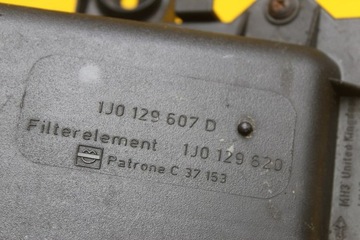 1J0 129 607 D
Filterelement 1J0 129 620
Patrone C 37 153